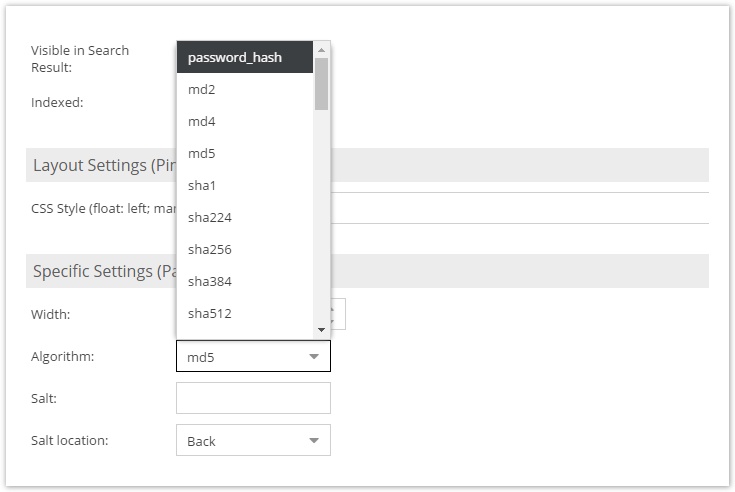 Visible in Search
Result:
Indexed:
password_hash
md2
md4
md5
sha1
sha224
sha256
sha384
sha512
Layout Settings (Pi
CSS Style (float: left; ma
Specific Settings (Pa
Width:
Algorithm:
md5
Salt:
Salt location:
Back